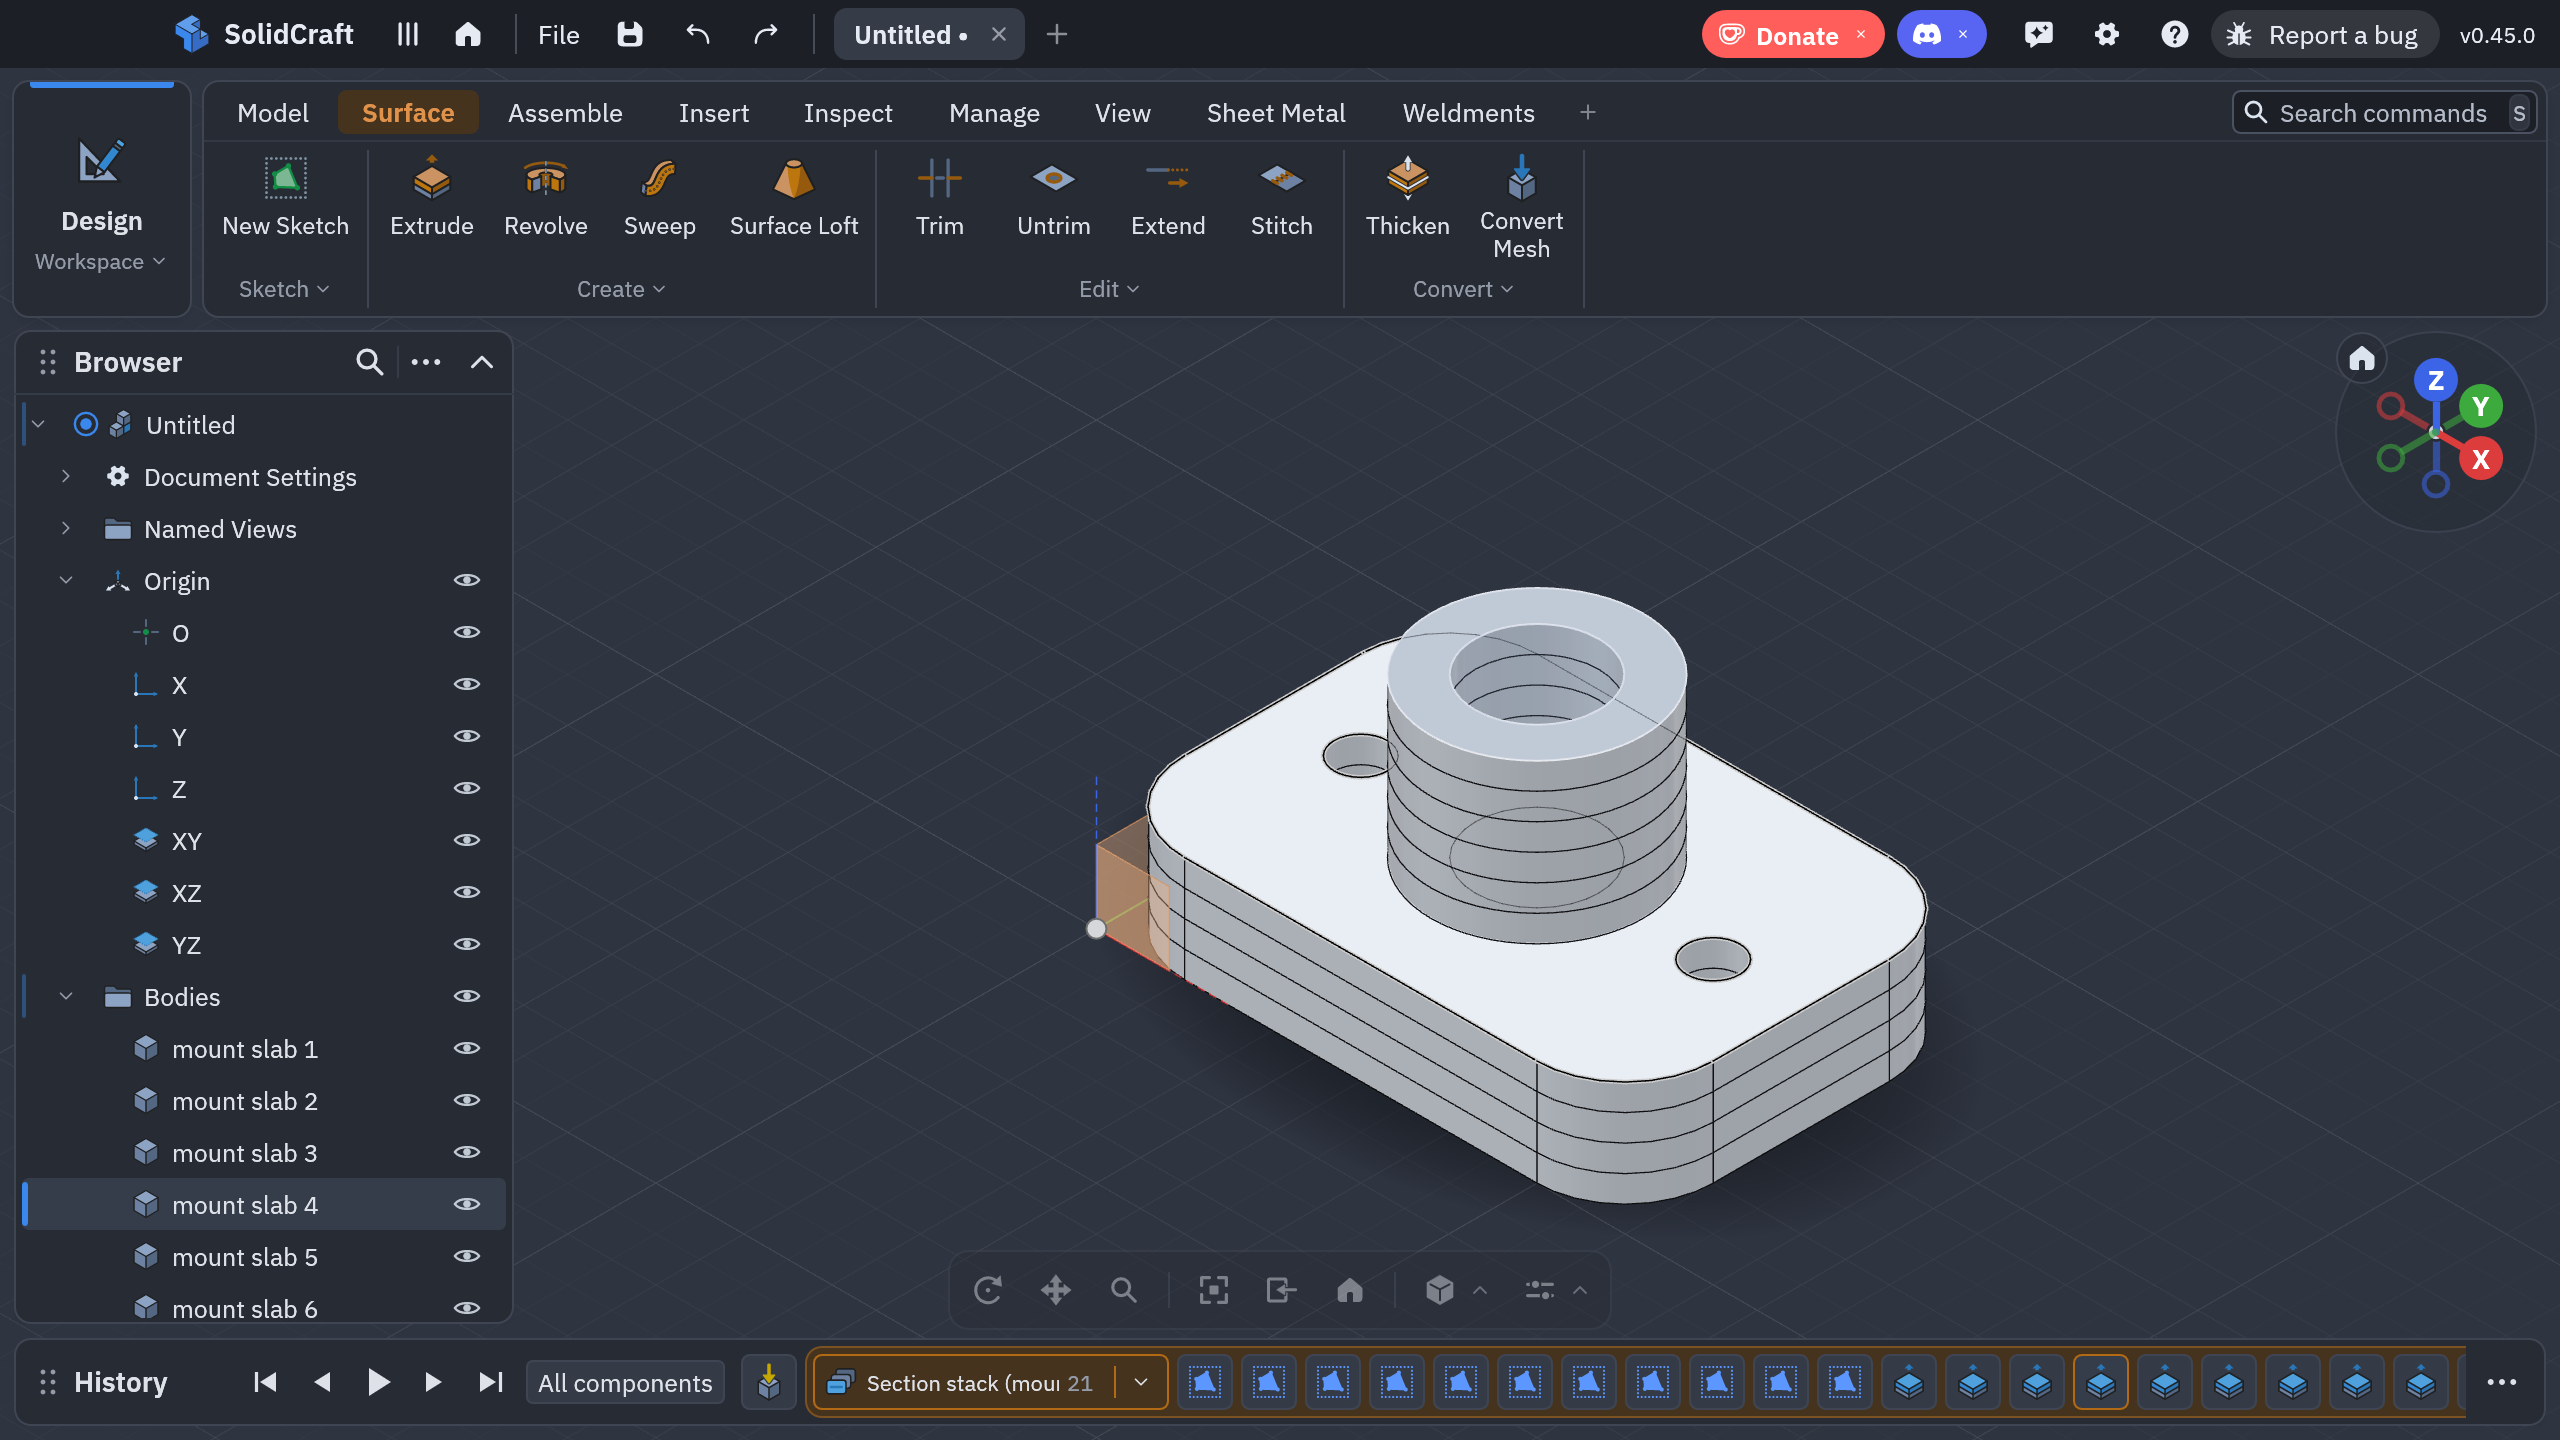 SolidCraft
File
Untitled •
Donate
Report a bug
v0.45.0
Design
Workspace
Model Surface Assemble Insert Inspect Manage View Sheet Metal Weldments
Search commands S
New Sketch
Extrude Revolve Sweep Surface Loft
Trim Untrim Extend Stitch
Thicken Convert Mesh
Sketch Create Edit Convert
Browser
Untitled
Document Settings
Named Views
Origin
O
X
Y
Z
XY
XZ
YZ
Bodies
mount slab 1
mount slab 2
mount slab 3
mount slab 4
mount slab 5
mount slab 6
Z
Y
X
History
All components
Section stack (mour 21